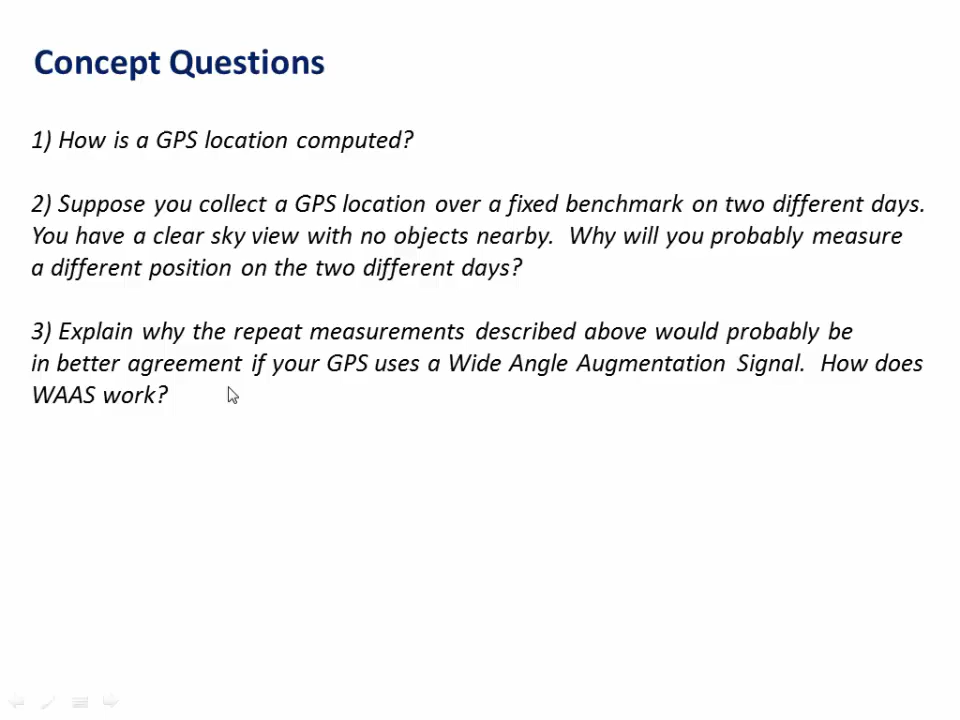 Concept Questions
1) How is a GPS location computed?
2) Suppose you collect a GPS location over a fixed benchmark on two different days.
You have a clear sky view with no objects nearby.  Why will you probably measure
a different position on the two different days?
3) Explain why the repeat measurements described above would probably be
in better agreement if your GPS uses a Wide Angle Augmentation Signal.  How does
WAAS work?